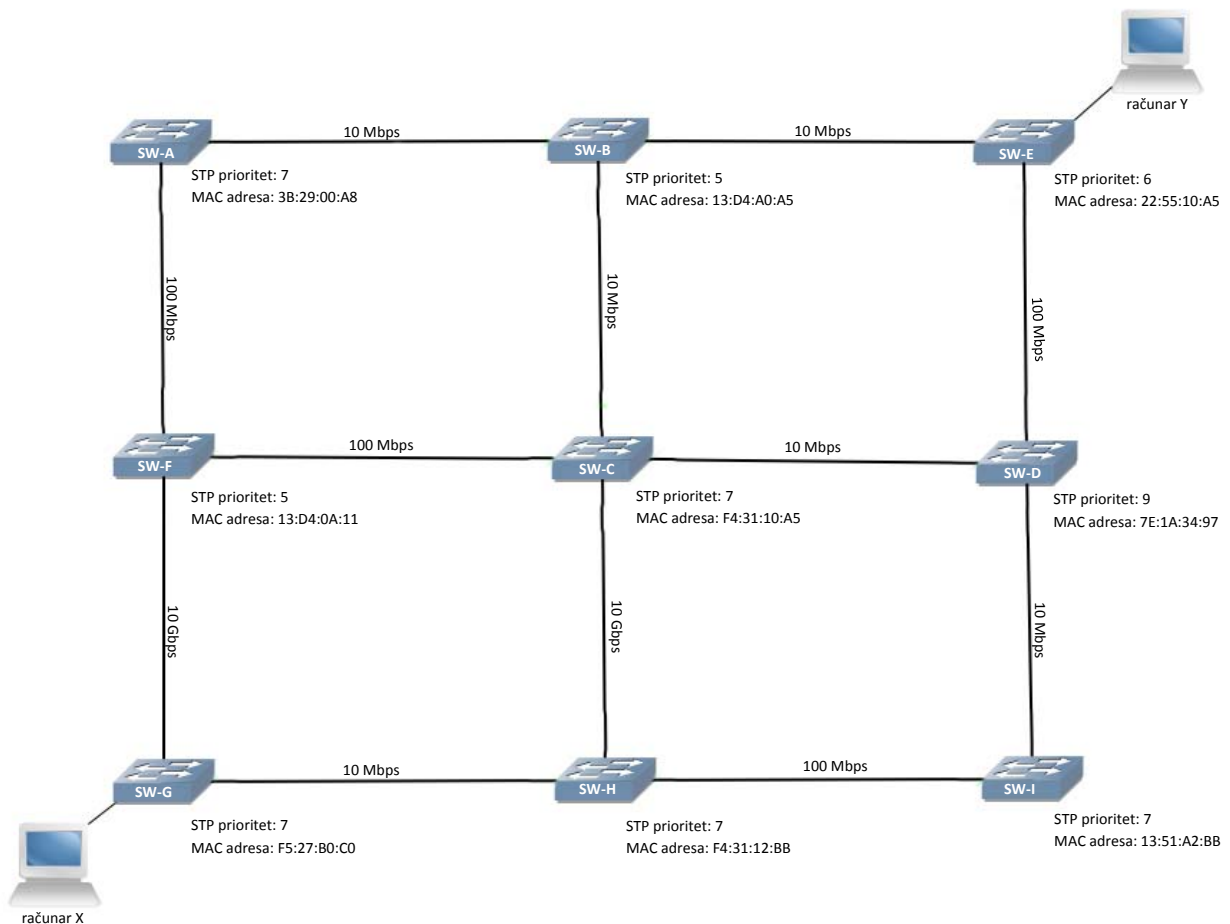 računar Y
10 Mbps
10 Mbps
SW-A
SW-B
SW-E
STP prioritet: 7
MAC adresa: 3B:29:00:A8
STP prioritet: 5
MAC adresa: 13:D4:A0:A5
STP prioritet: 6
MAC adresa: 22:55:10:A5
100 Mbps
10 Mbps
100 Mbps
100 Mbps
10 Mbps
SW-F
SW-C
SW-D
STP prioritet: 5
MAC adresa: 13:D4:0A:11
STP prioritet: 7
MAC adresa: F4:31:10:A5
STP prioritet: 9
MAC adresa: 7E:1A:34:97
10 Gbps
10 Gbps
10 Mbps
10 Mbps
100 Mbps
SW-G
SW-H
SW-I
STP prioritet: 7
MAC adresa: F5:27:B0:C0
STP prioritet: 7
MAC adresa: F4:31:12:BB
STP prioritet: 7
MAC adresa: 13:51:A2:BB
računar X